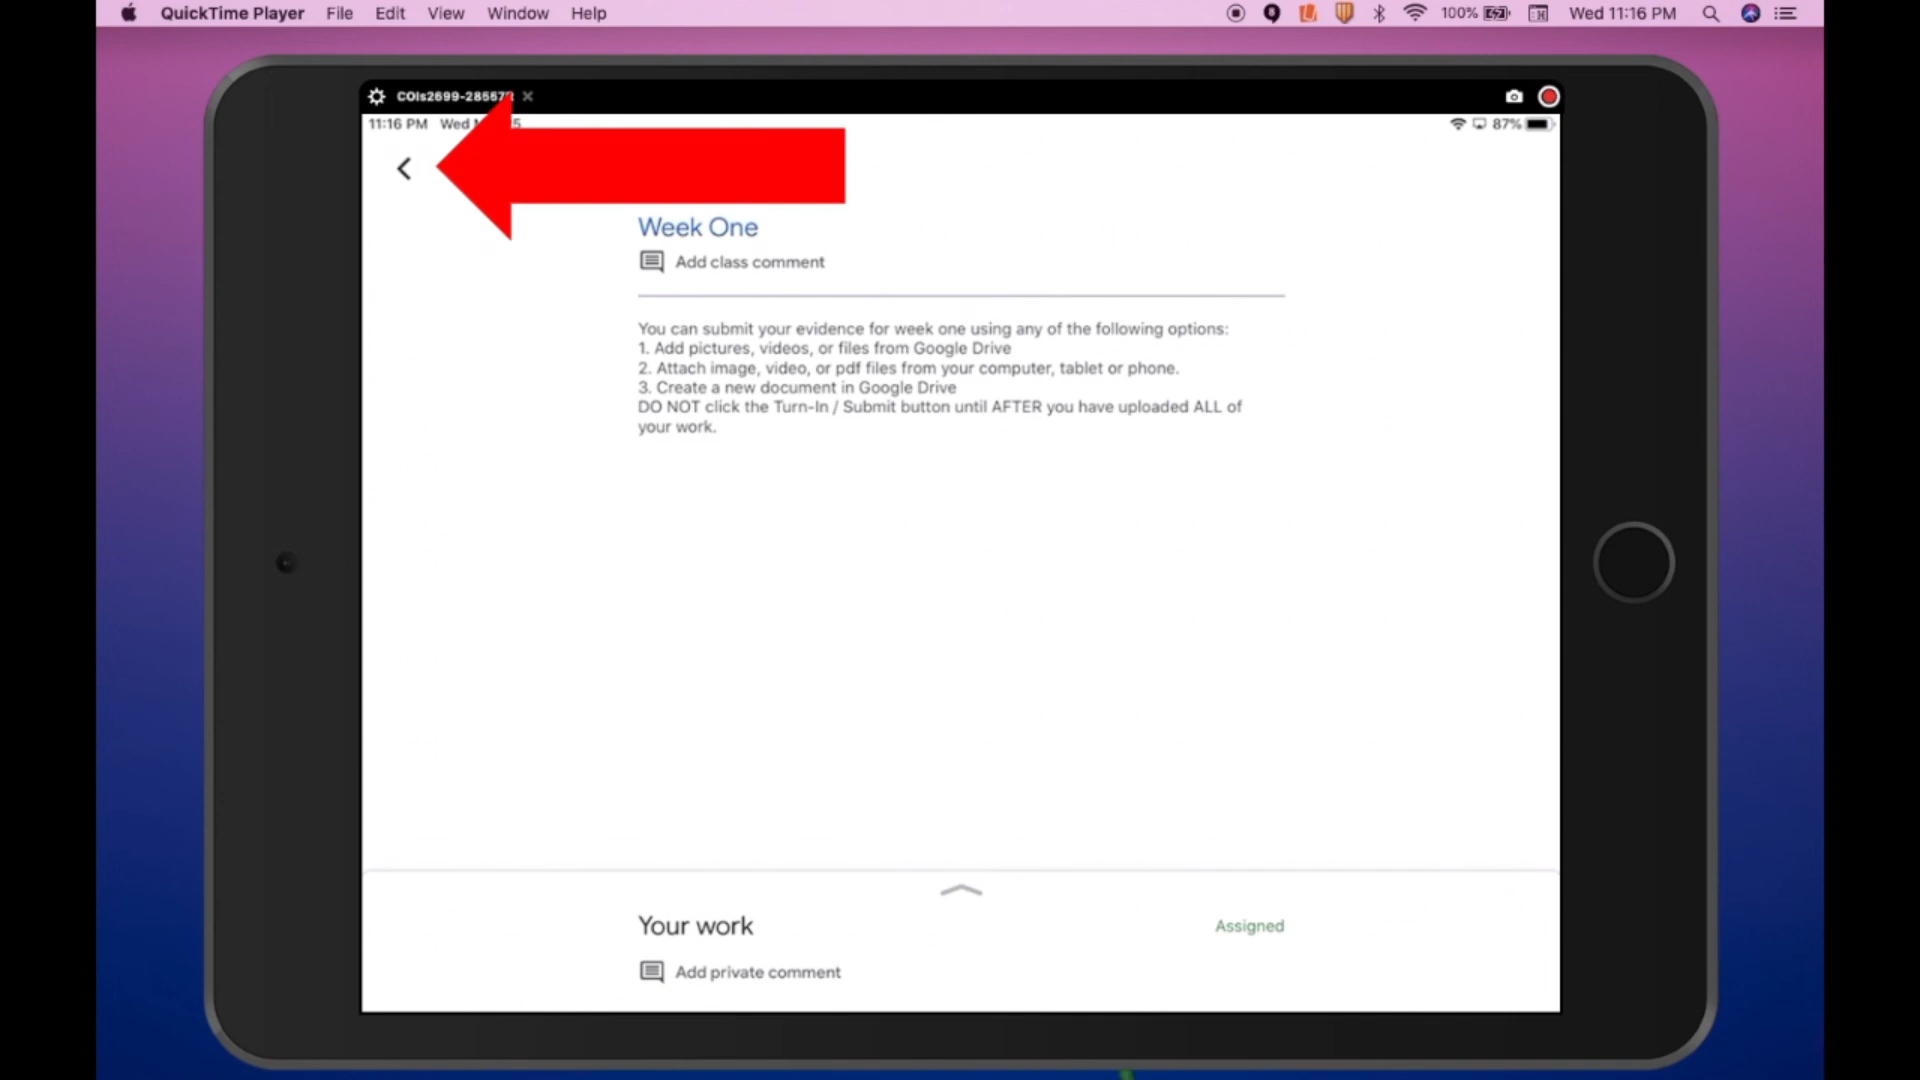 QuickTime Player File Edit View Window Help 100% Wed 11:16 PM
COIs2699-28557
11:16 PM Wed 87%
Week One
Add class comment
You can submit your evidence for week one using any of the following options:
1. Add pictures, videos, or files from Google Drive
2. Attach image, video, or pdf files from your computer, tablet or phone.
3. Create a new document in Google Drive
DO NOT click the Turn-In / Submit button until AFTER you have uploaded ALL of
your work.
Your work Assigned
Add private comment